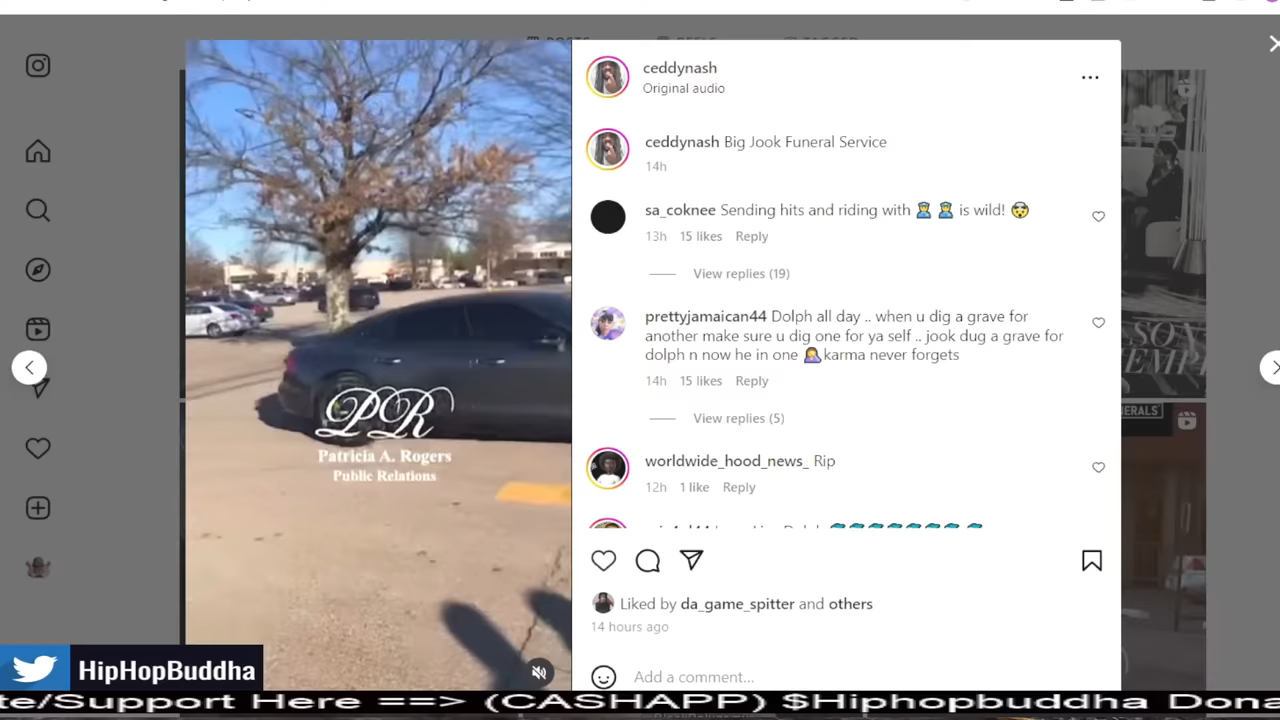 ceddynash
Original audio
ceddynash Big Jook Funeral Service
14h
sa_coknee Sending hits and riding with 👮 👮 is wild! 😵
13h 15 likes Reply
View replies (19)
prettyjamaican44 Dolph all day .. when u dig a grave for
another make sure u dig one for ya self .. jook dug a grave for
dolph n now he in one 🤦‍♀️karma never forgets
14h 15 likes Reply
View replies (5)
worldwide_hood_news_ Rip
12h 1 like Reply
Liked by da_game_spitter and others
14 hours ago
Add a comment...
PR
Patricia A. Rogers
Public Relations
HipHopBuddha
te/Support Here ==> (CASHAPP) $Hiphopbuddha Dona